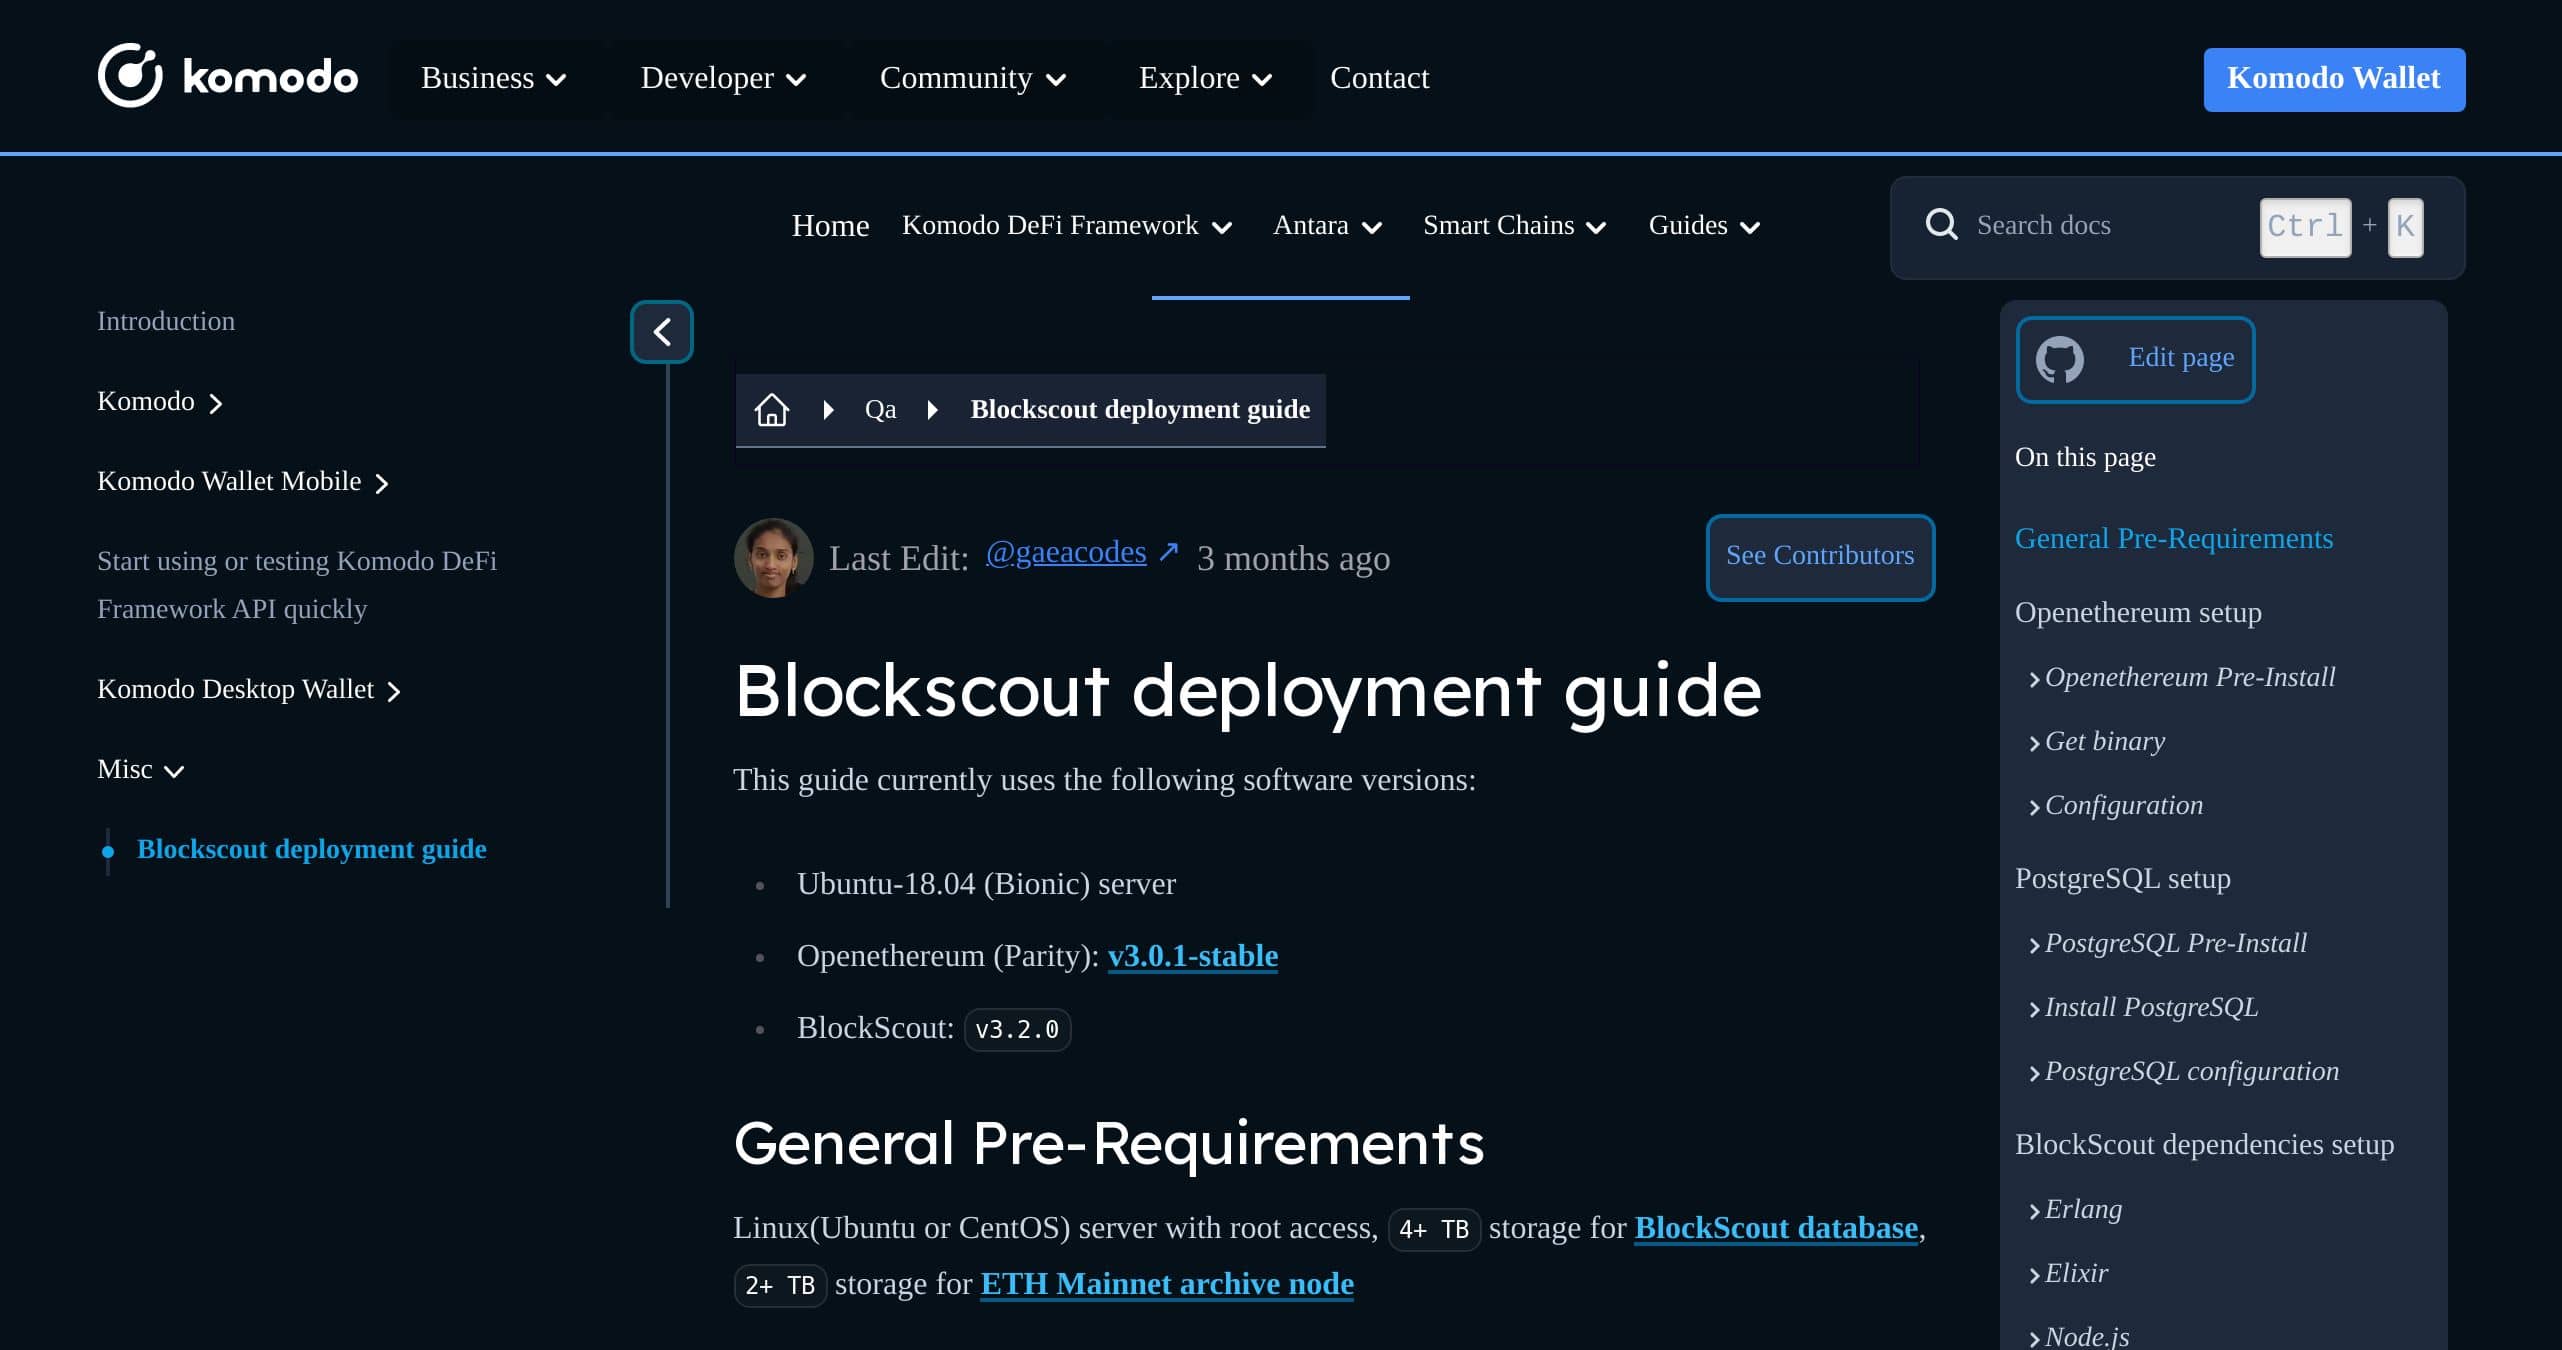 komodo
Business
Developer
Community
Explore
Contact
Komodo Wallet
Home
Komodo DeFi Framework
Antara
Smart Chains
Guides
Search docs
Ctrl + K
Introduction
Komodo
Komodo Wallet Mobile
Start using or testing Komodo DeFi
Framework API quickly
Komodo Desktop Wallet
Misc
Blockscout deployment guide
Qa
Blockscout deployment guide
Last Edit: @gaeacodes 3 months ago
See Contributors
Blockscout deployment guide
This guide currently uses the following software versions:
Ubuntu-18.04 (Bionic) server
Openethereum (Parity): v3.0.1-stable
BlockScout: v3.2.0
General Pre-Requirements
Linux(Ubuntu or CentOS) server with root access, 4+ TB storage for BlockScout database,
2+ TB storage for ETH Mainnet archive node
Edit page
On this page
General Pre-Requirements
Openethereum setup
Openethereum Pre-Install
Get binary
Configuration
PostgreSQL setup
PostgreSQL Pre-Install
Install PostgreSQL
PostgreSQL configuration
BlockScout dependencies setup
Erlang
Elixir
Node.js